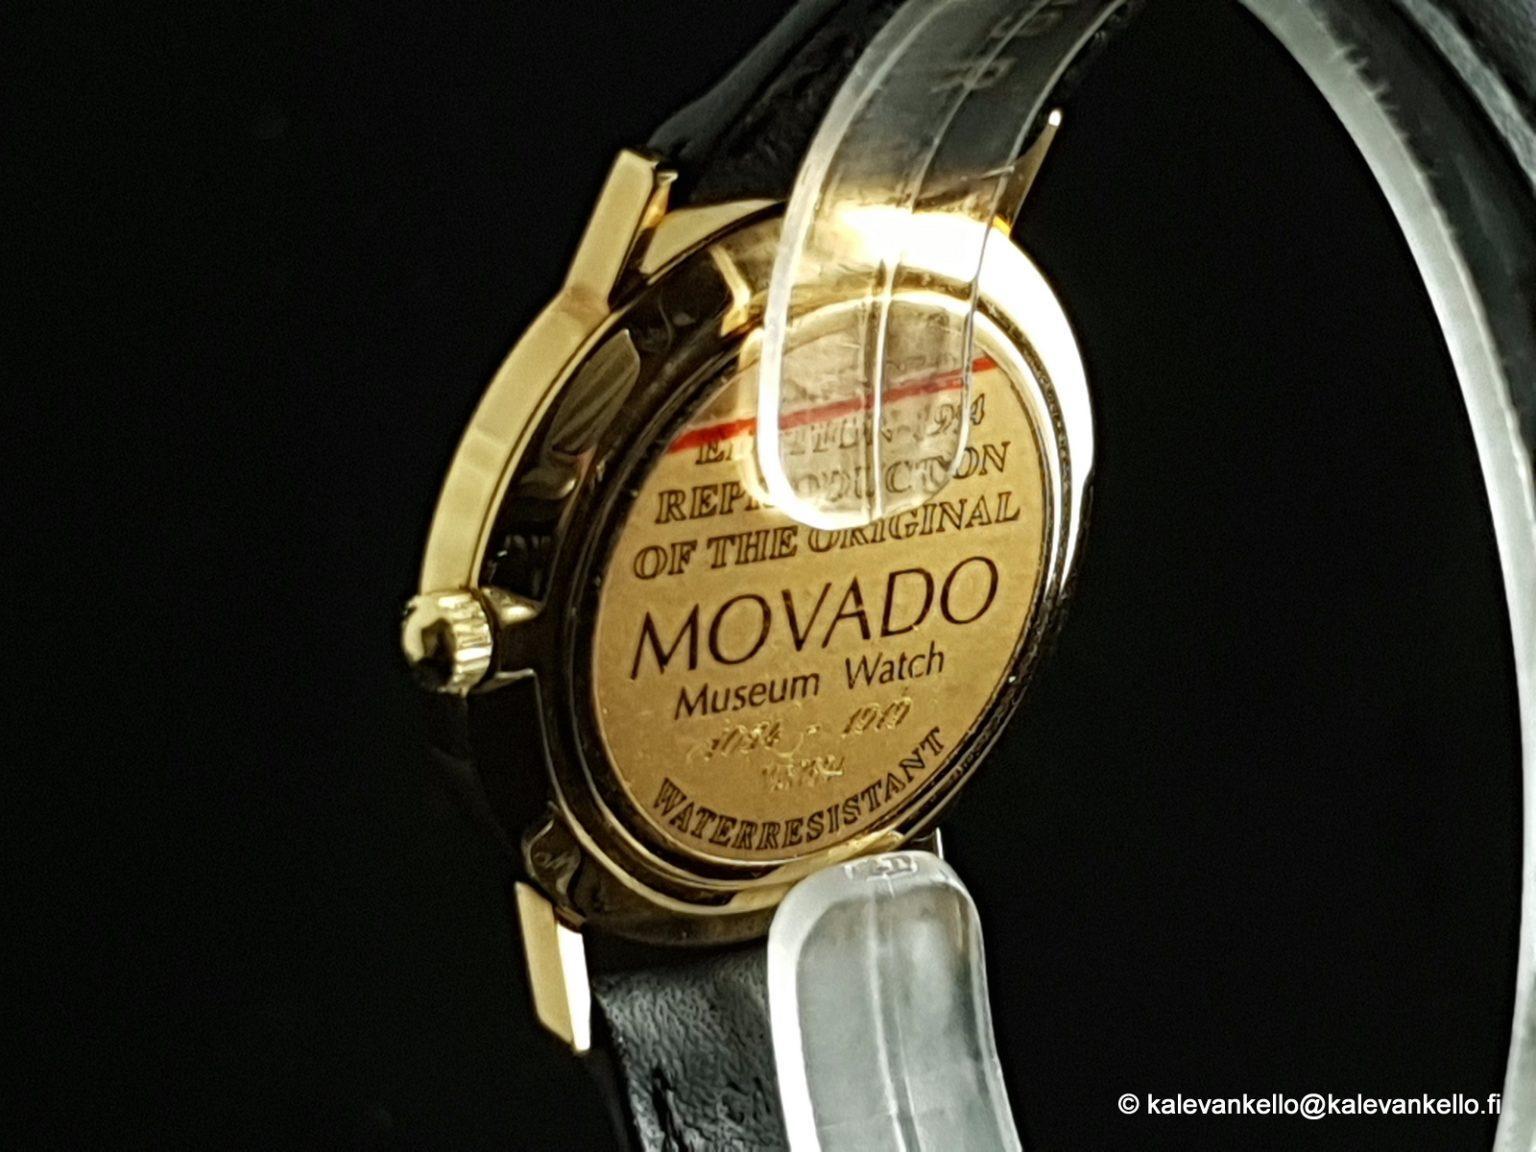 REPRODUCTION
OF THE ORIGINAL
MOVADO
Museum Watch
WATERRESISTANT
© kalevankello@kalevankello.fi